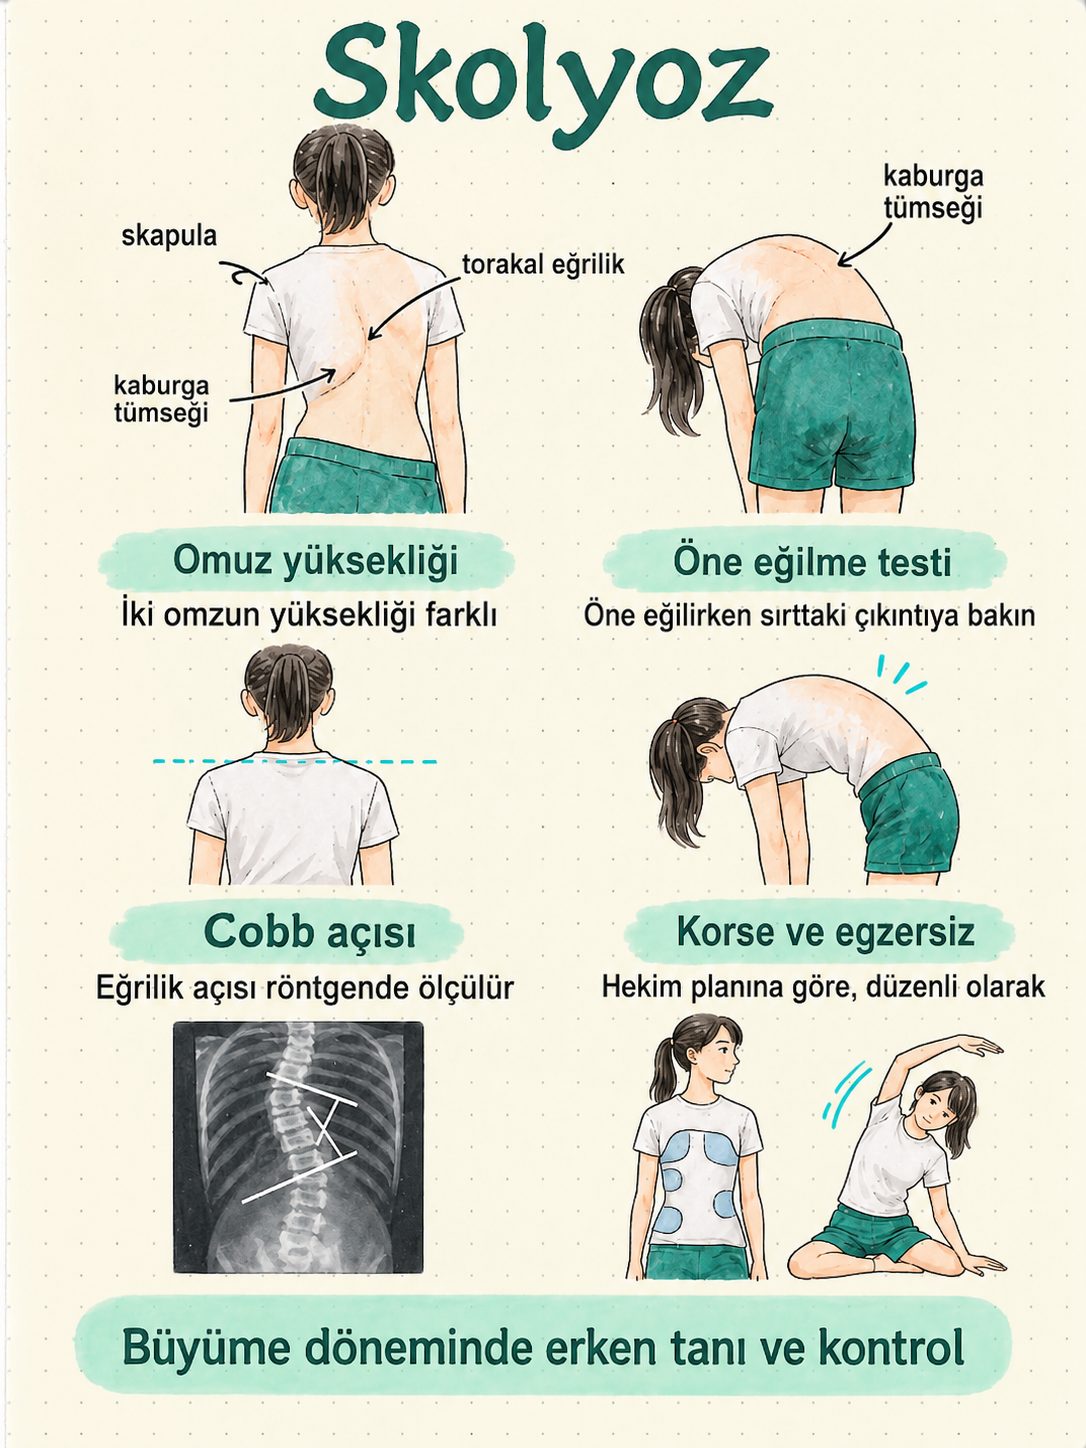 Skolyoz
skapula
torakal eğrilik
kaburga
tümseği
kaburga
tümseği
Omuz yüksekliği
İki omzun yüksekliği farklı
Öne eğilme testi
Öne eğilirken sırttaki çıkıntıya bakın
Cobb açısı
Eğrilik açısı röntgende ölçülür
Korse ve egzersiz
Hekim planına göre, düzenli olarak
Büyüme döneminde erken tanı ve kontrol